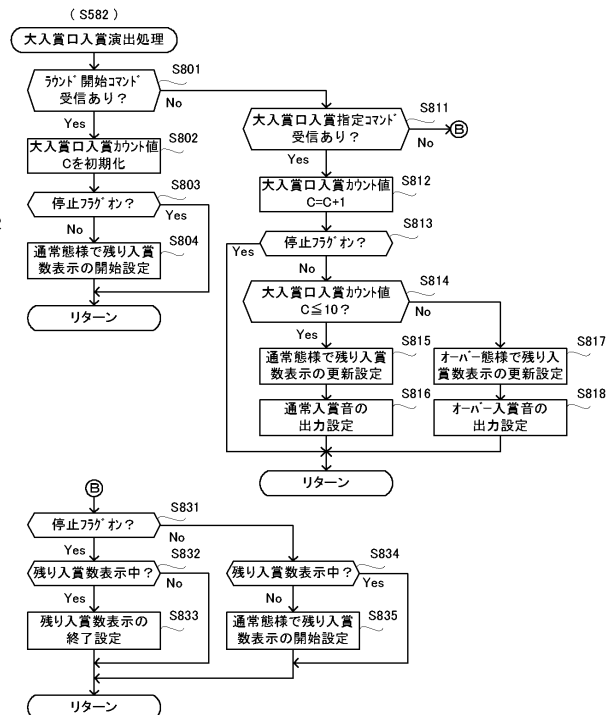 (S582)
大入賞口入賞演出処理
S801
ﾗｳﾝﾄﾞ開始ｺﾏﾝﾄﾞ
受信あり？
No
Yes
S802
大入賞口入賞ｶｳﾝﾄ値
Cを初期化
S803
停止ﾌﾗｸﾞｵﾝ？
Yes
No
S804
通常態様で残り入賞
数表示の開始設定
リターン
S811
大入賞口入賞指定ｺﾏﾝﾄﾞ
受信あり？
No
B
Yes
S812
大入賞口入賞ｶｳﾝﾄ値
C=C+1
S813
停止ﾌﾗｸﾞｵﾝ？
Yes
No
S814
大入賞口入賞ｶｳﾝﾄ値
C≦10？
No
Yes
S815
通常態様で残り入賞
数表示の更新設定
S816
通常入賞音の
出力設定
S817
ｵｰﾊﾞｰ態様で残り入
賞数表示の更新設定
S818
ｵｰﾊﾞｰ入賞音の
出力設定
リターン
B
S831
停止ﾌﾗｸﾞｵﾝ？
No
Yes
S832
残り入賞数表示中？
No
Yes
S833
残り入賞数表示の
終了設定
S834
残り入賞数表示中？
Yes
No
S835
通常態様で残り入賞
数表示の開始設定
リターン